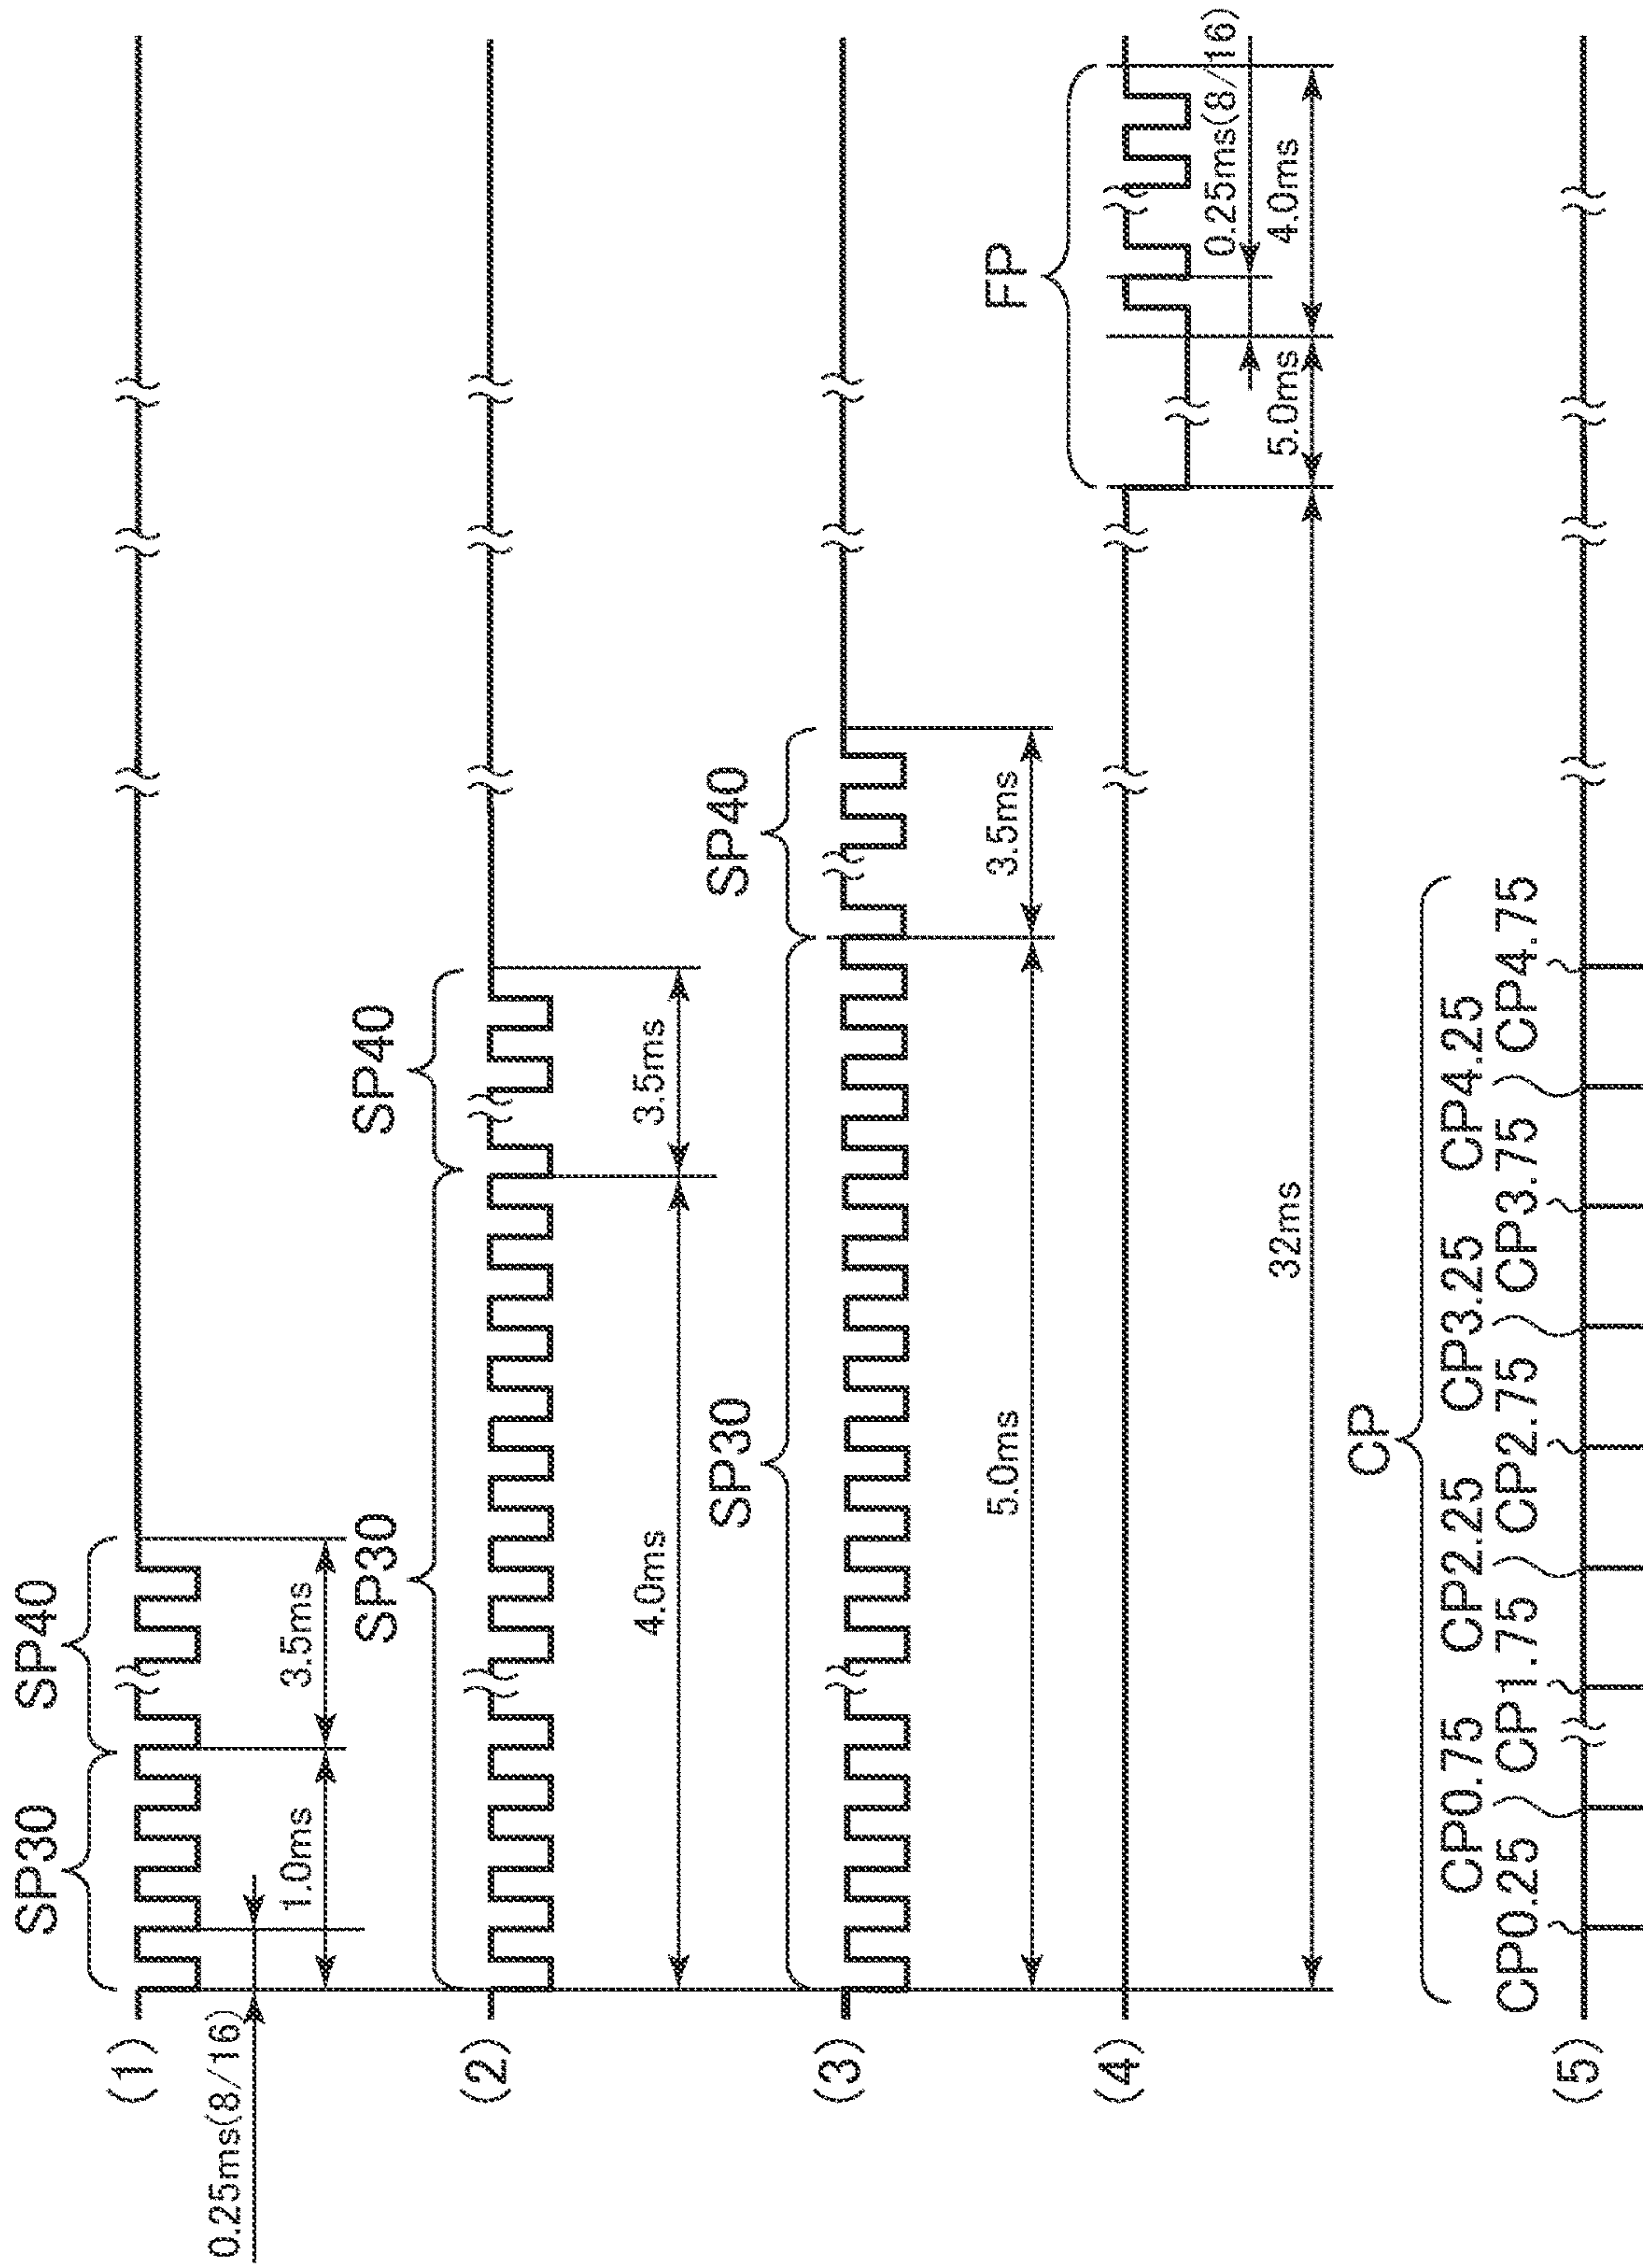 (1)
SP30
SP40
0.25ms(8/16)
1.0ms
3.5ms
(2)
SP30
SP40
4.0ms
3.5ms
(3)
SP30
SP40
5.0ms
3.5ms
(4)
FP
0.25ms(8/16)
32ms
5.0ms
4.0ms
(5)
CP
CP0.75 CP2.25 CP3.25 CP4.25
CP0.25 CP1.75 CP2.75 CP3.75 CP4.75